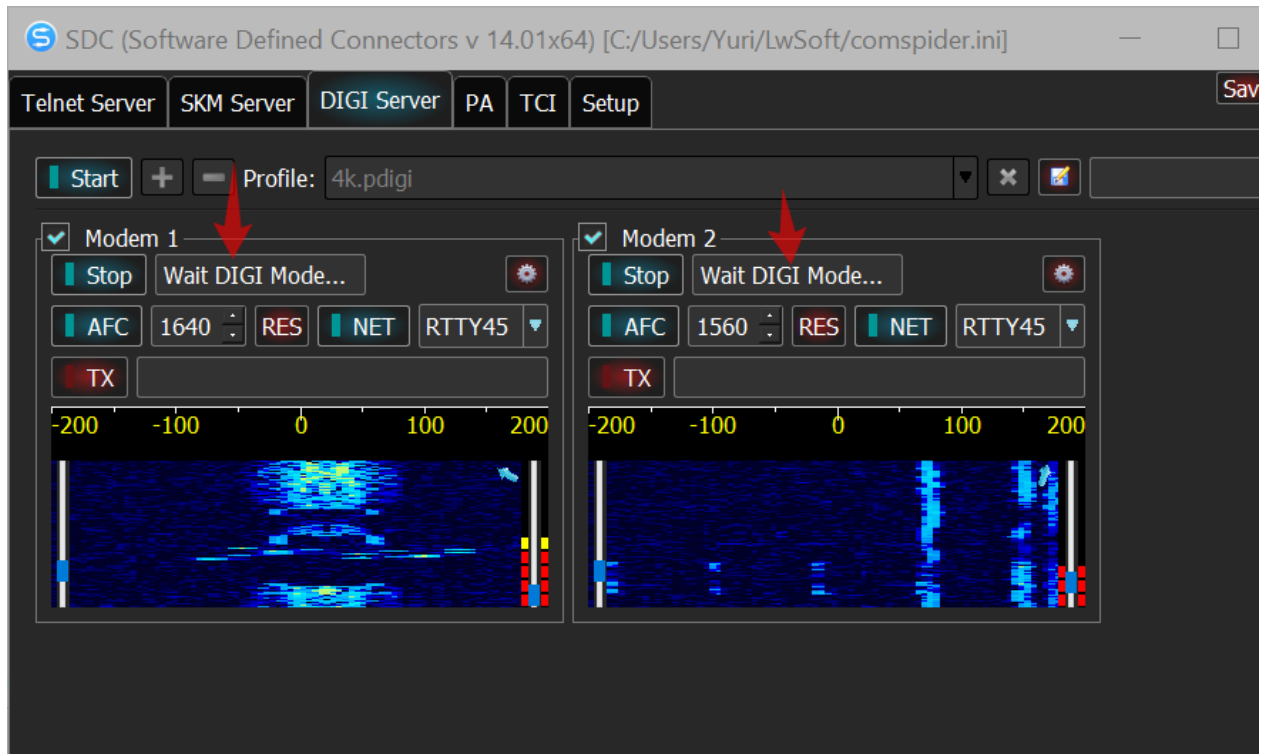 SDC (Software Defined Connectors v 14.01x64) [C:/Users/Yuri/LwSoft/comspider.ini]
Telnet Server SKM Server DIGI Server PA TCI Setup Sav
Start Profile: 4k.pdigi
Modem 1
Stop Wait DIGI Mode...
AFC 1640 RES NET RTTY45
TX
-200 -100 0 100 200
Modem 2
Stop Wait DIGI Mode...
AFC 1560 RES NET RTTY45
TX
-200 -100 0 100 200